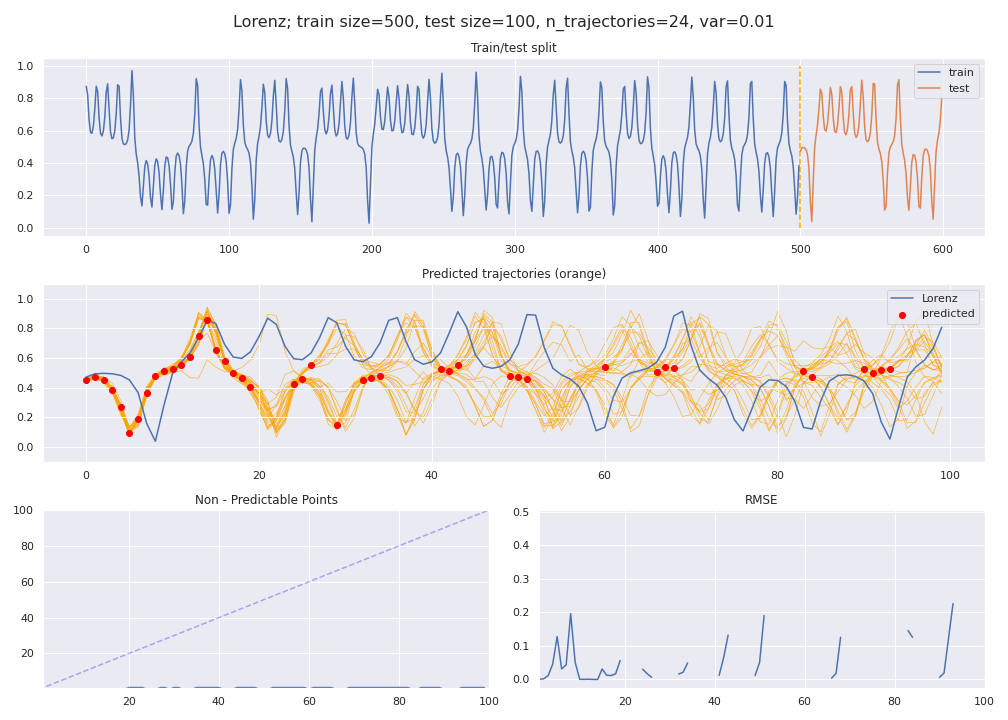 Lorenz; train size=500, test size=100, n_trajectories=24, var=0.01
Train/test split
1.0
0.8
0.6
0.4
0.2
0.0
train
test
0 100 200 300 400 500 600
Predicted trajectories (orange)
1.0
0.8
0.6
0.4
0.2
0.0
Lorenz
predicted
0 20 40 60 80 100
Non - Predictable Points
100
80
60
40
20
20 40 60 80 100
RMSE
0.5
0.4
0.3
0.2
0.1
0.0
20 40 60 80 100